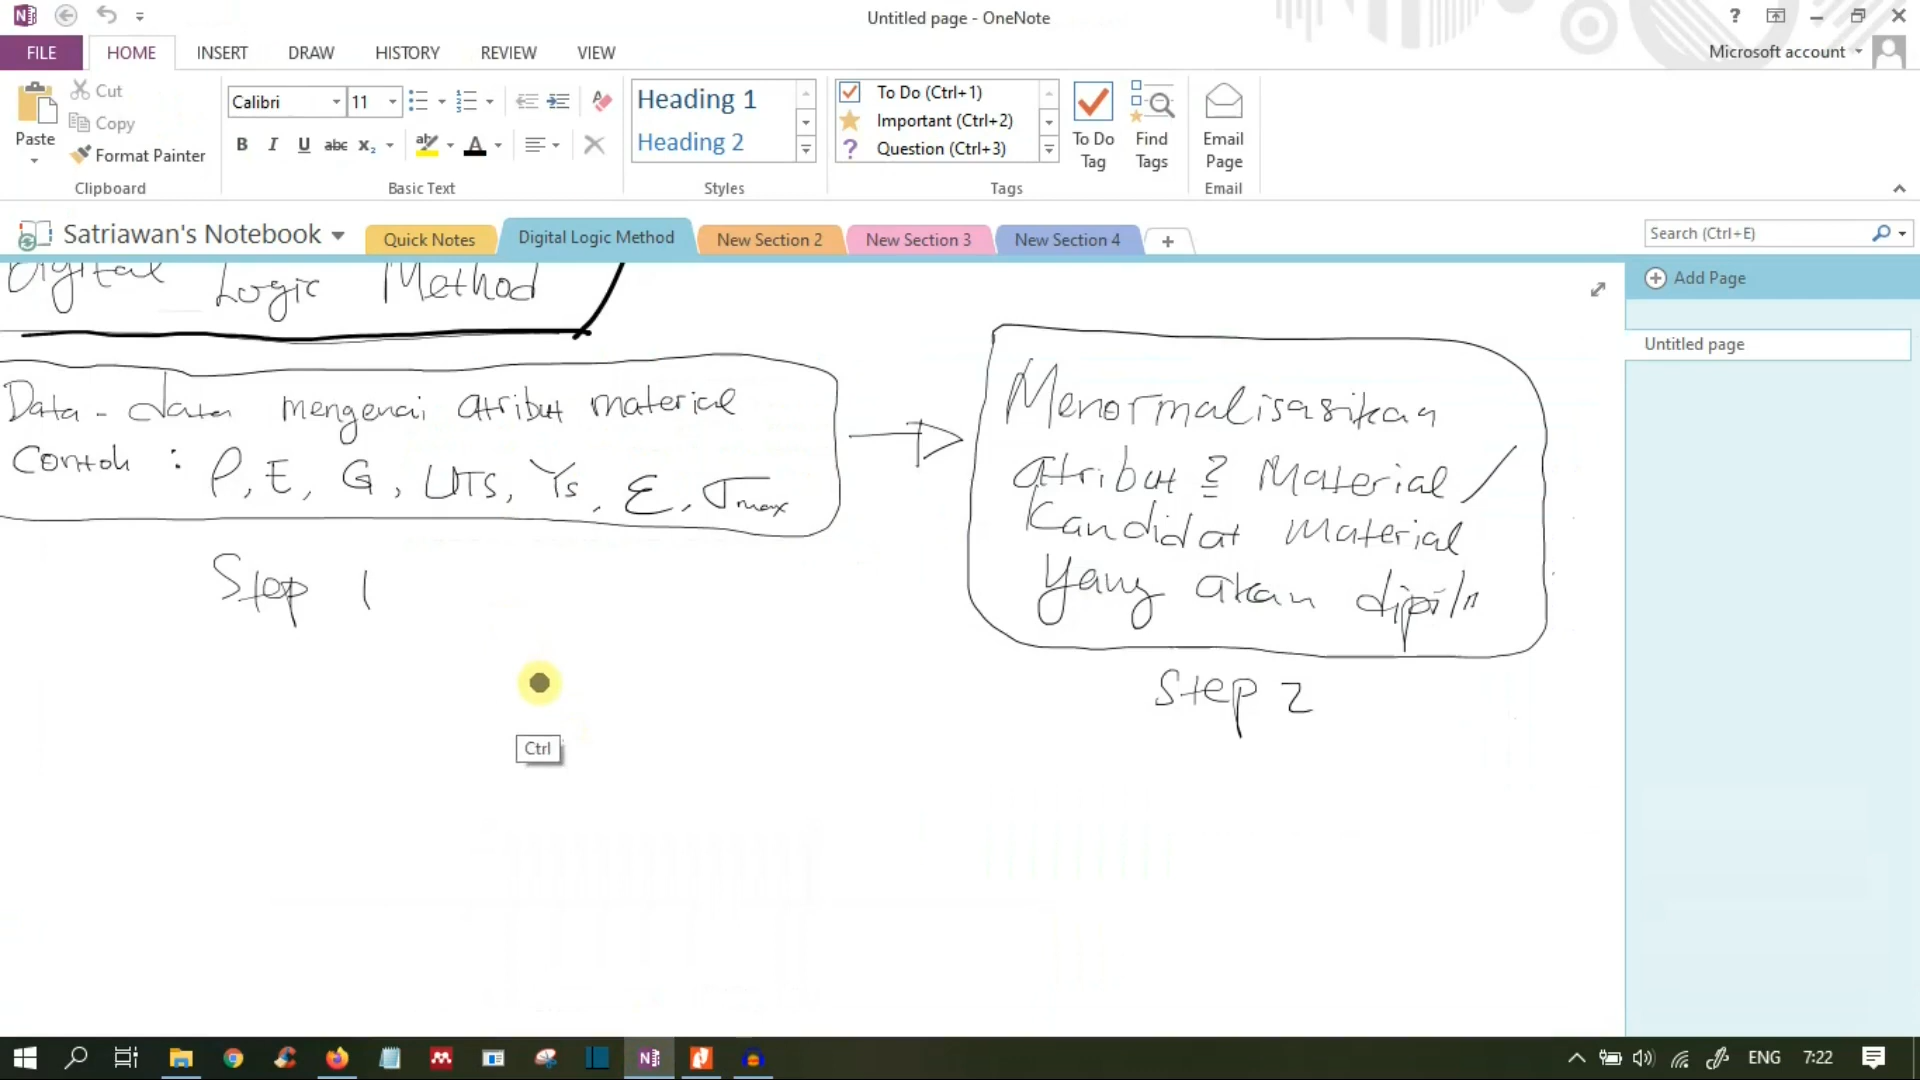 Untitled page - OneNote
?
FILE
HOME
INSERT
DRAW
HISTORY
REVIEW
VIEW
Microsoft account
Paste
Cut
Copy
Format Painter
Clipboard
Calibri
11
B I U abc x₂
A
Basic Text
Heading 1
Heading 2
Styles
To Do (Ctrl+1)
Important (Ctrl+2)
Question (Ctrl+3)
Tags
To Do
Tag
Find
Tags
Email
Page
Email
Satriawan's Notebook
Quick Notes
Digital Logic Method
New Section 2
New Section 3
New Section 4
+
Search (Ctrl+E)
Add Page
Untitled page
Digital Logic Method
Data - data mengenai atribut material
Contoh : ρ, E, G, UTS, Ys, ε, σmax
Step 1
Menormalisasikan
atribut 2 Material /
Kandidat material
yang akan
Step 2
Ctrl
ENG
7:22